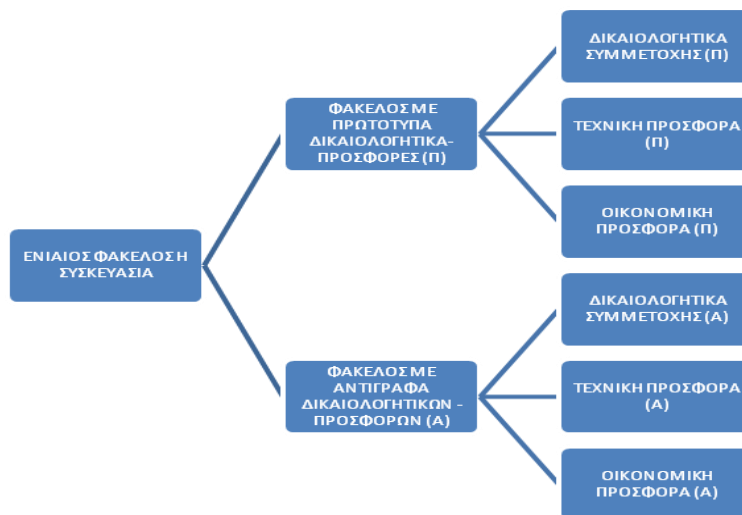 ΕΝΙΑΙΟΣ ΦΑΚΕΛΟΣ Η
ΣΥΣΚΕΥΑΣΙΑ
ΦΑΚΕΛΟΣ ΜΕ
ΠΡΩΤΟΤΥΠΑ
ΔΙΚΑΙΟΛΟΓΗΤΙΚΑ-
ΠΡΟΣΦΟΡΕΣ (Π)
ΔΙΚΑΙΟΛΟΓΗΤΙΚΑ
ΣΥΜΜΕΤΟΧΗΣ (Π)
ΤΕΧΝΙΚΗ ΠΡΟΣΦΟΡΑ
(Π)
ΟΙΚΟΝΟΜΙΚΗ
ΠΡΟΣΦΟΡΑ (Π)
ΦΑΚΕΛΟΣ ΜΕ
ΑΝΤΙΓΡΑΦΑ
ΔΙΚΑΙΟΛΟΓΗΤΙΚΩΝ -
ΠΡΟΣΦΟΡΩΝ (Α)
ΔΙΚΑΙΟΛΟΓΗΤΙΚΑ
ΣΥΜΜΕΤΟΧΗΣ (Α)
ΤΕΧΝΙΚΗ ΠΡΟΣΦΟΡΑ
(Α)
ΟΙΚΟΝΟΜΙΚΗ
ΠΡΟΣΦΟΡΑ (Α)